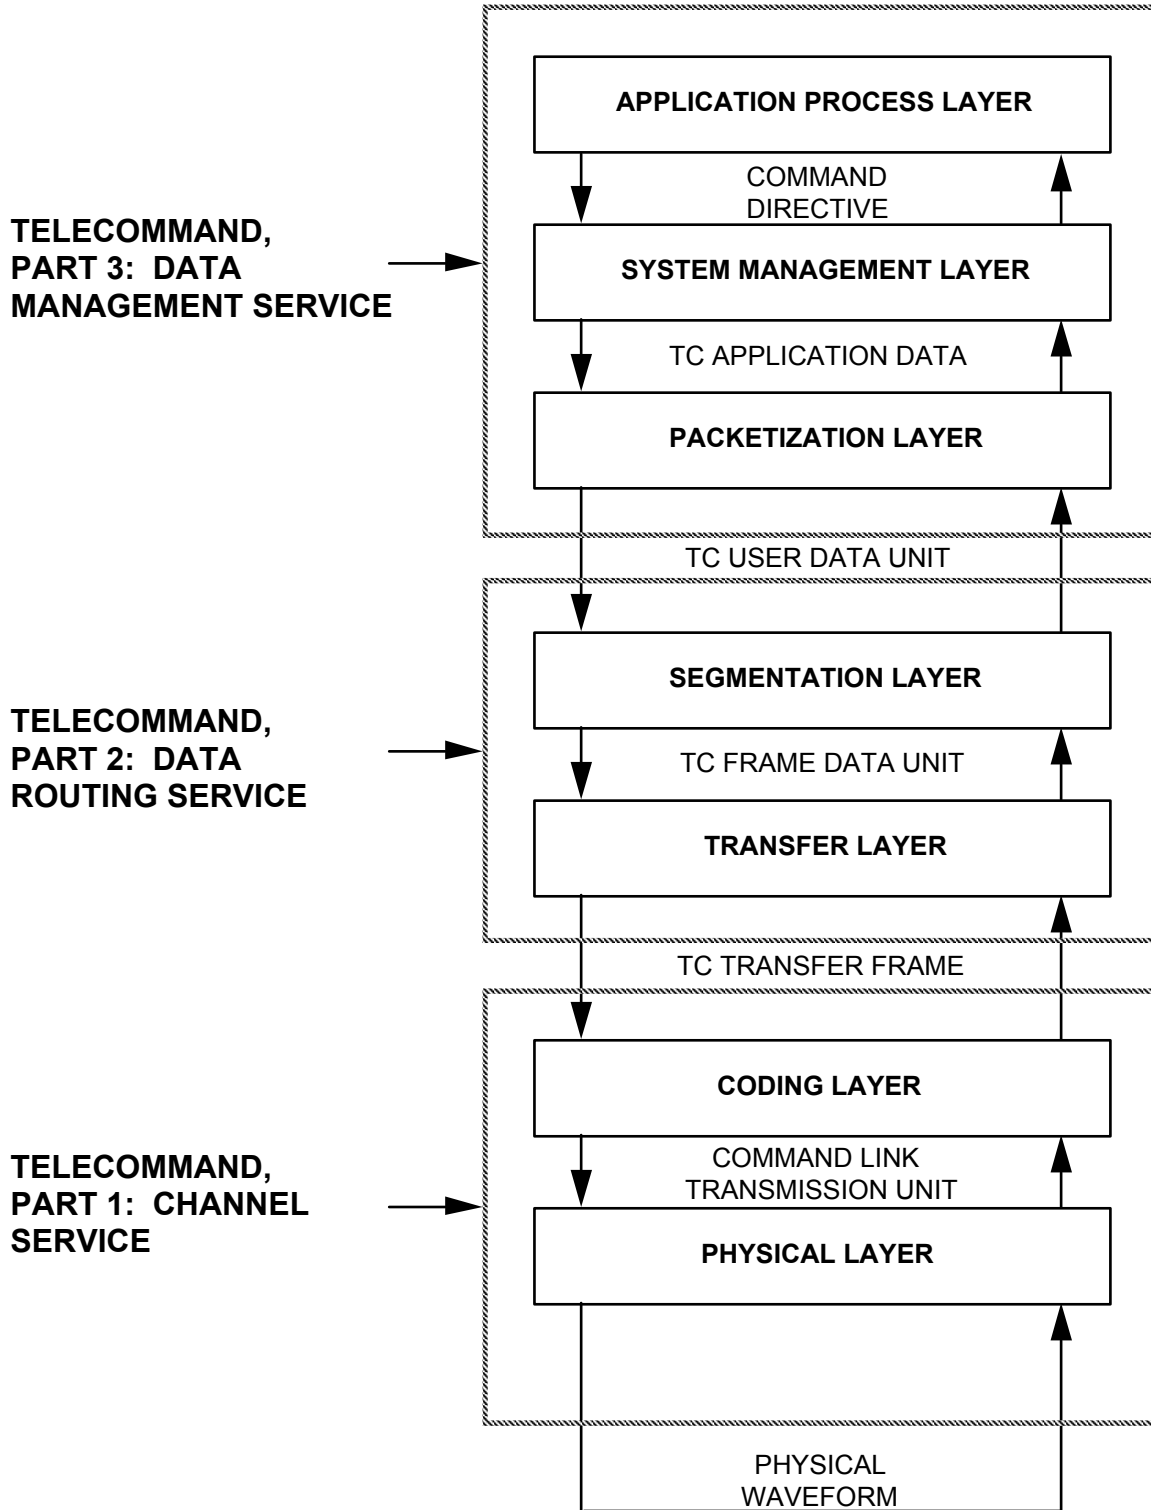 APPLICATION PROCESS LAYER
COMMAND
DIRECTIVE
TELECOMMAND,
PART 3: DATA
MANAGEMENT SERVICE
SYSTEM MANAGEMENT LAYER
TC APPLICATION DATA
PACKETIZATION LAYER
TC USER DATA UNIT
SEGMENTATION LAYER
TELECOMMAND,
PART 2: DATA
ROUTING SERVICE
TC FRAME DATA UNIT
TRANSFER LAYER
TC TRANSFER FRAME
CODING LAYER
TELECOMMAND,
PART 1: CHANNEL
SERVICE
COMMAND LINK
TRANSMISSION UNIT
PHYSICAL LAYER
PHYSICAL
WAVEFORM